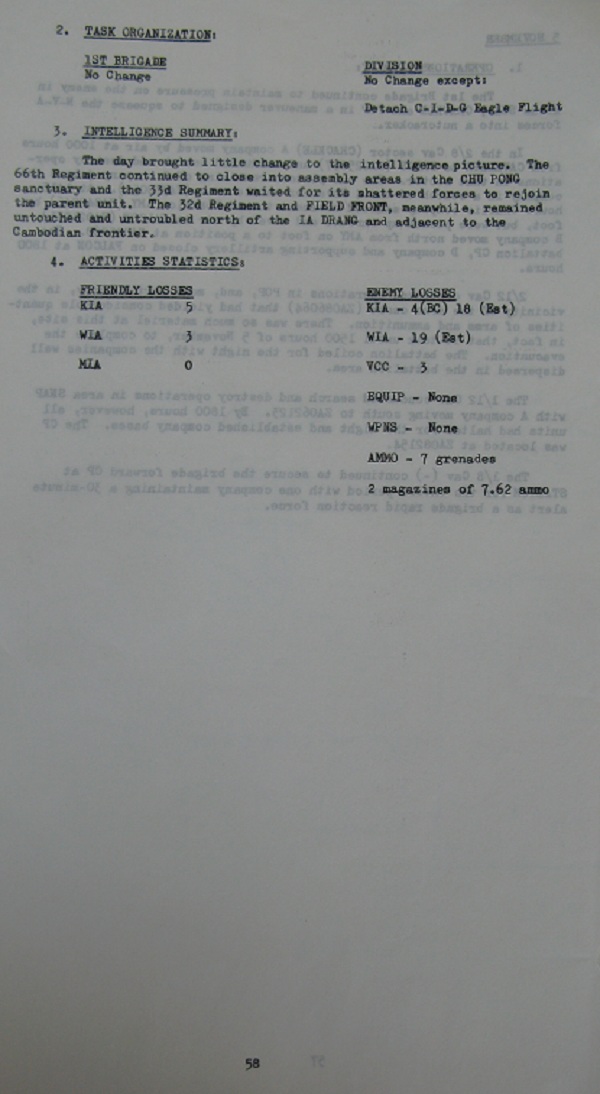 2. TASK ORGANIZATION:
1ST BRIGADE
No Change
DIVISION
No Change except:
Detach C-I-D-G Eagle Flight
3. INTELLIGENCE SUMMARY:
The day brought little change to the intelligence picture. The
66th Regiment continued to close into assembly areas in the CHU PONG
sanctuary and the 33d Regiment waited for its shattered forces to rejoin
the parent unit. The 32d Regiment and FIELD FRONT, meanwhile, remained
untouched and untroubled north of the IA DRANG and adjacent to the
Cambodian frontier.
4. ACTIVITIES STATISTICS:
FRIENDLY LOSSES
KIA 5
WIA 3
MIA 0
ENEMY LOSSES
KIA - 4(BC) 18 (Est)
WIA - 19 (Est)
VCC - 3
EQUIP - None
WPNS - None
AMMO - 7 grenades
2 magazines of 7.62 ammo
58